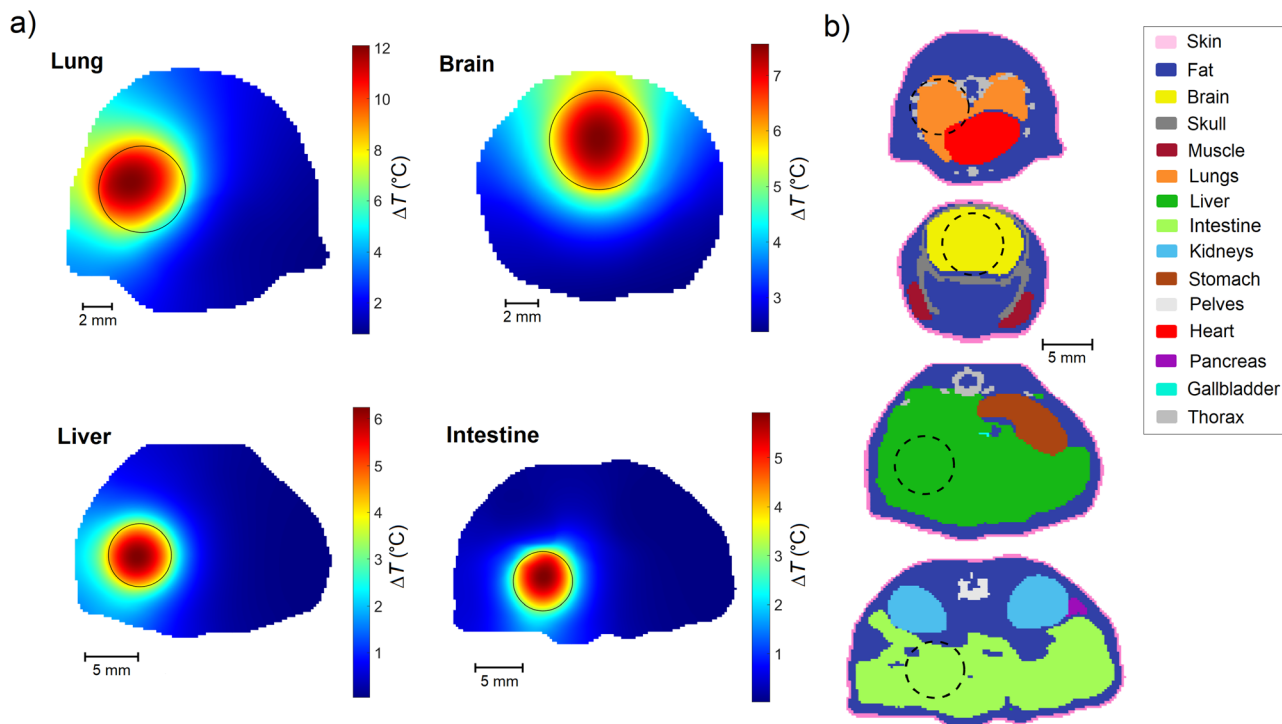 a)
Lung
12
10
8
6
4
2
ΔT (°C)
2 mm
Brain
7
6
5
4
3
ΔT (°C)
2 mm
Liver
6
5
4
3
2
1
ΔT (°C)
5 mm
Intestine
5
4
3
2
1
ΔT (°C)
5 mm
b)
5 mm
Skin
Fat
Brain
Skull
Muscle
Lungs
Liver
Intestine
Kidneys
Stomach
Pelves
Heart
Pancreas
Gallbladder
Thorax